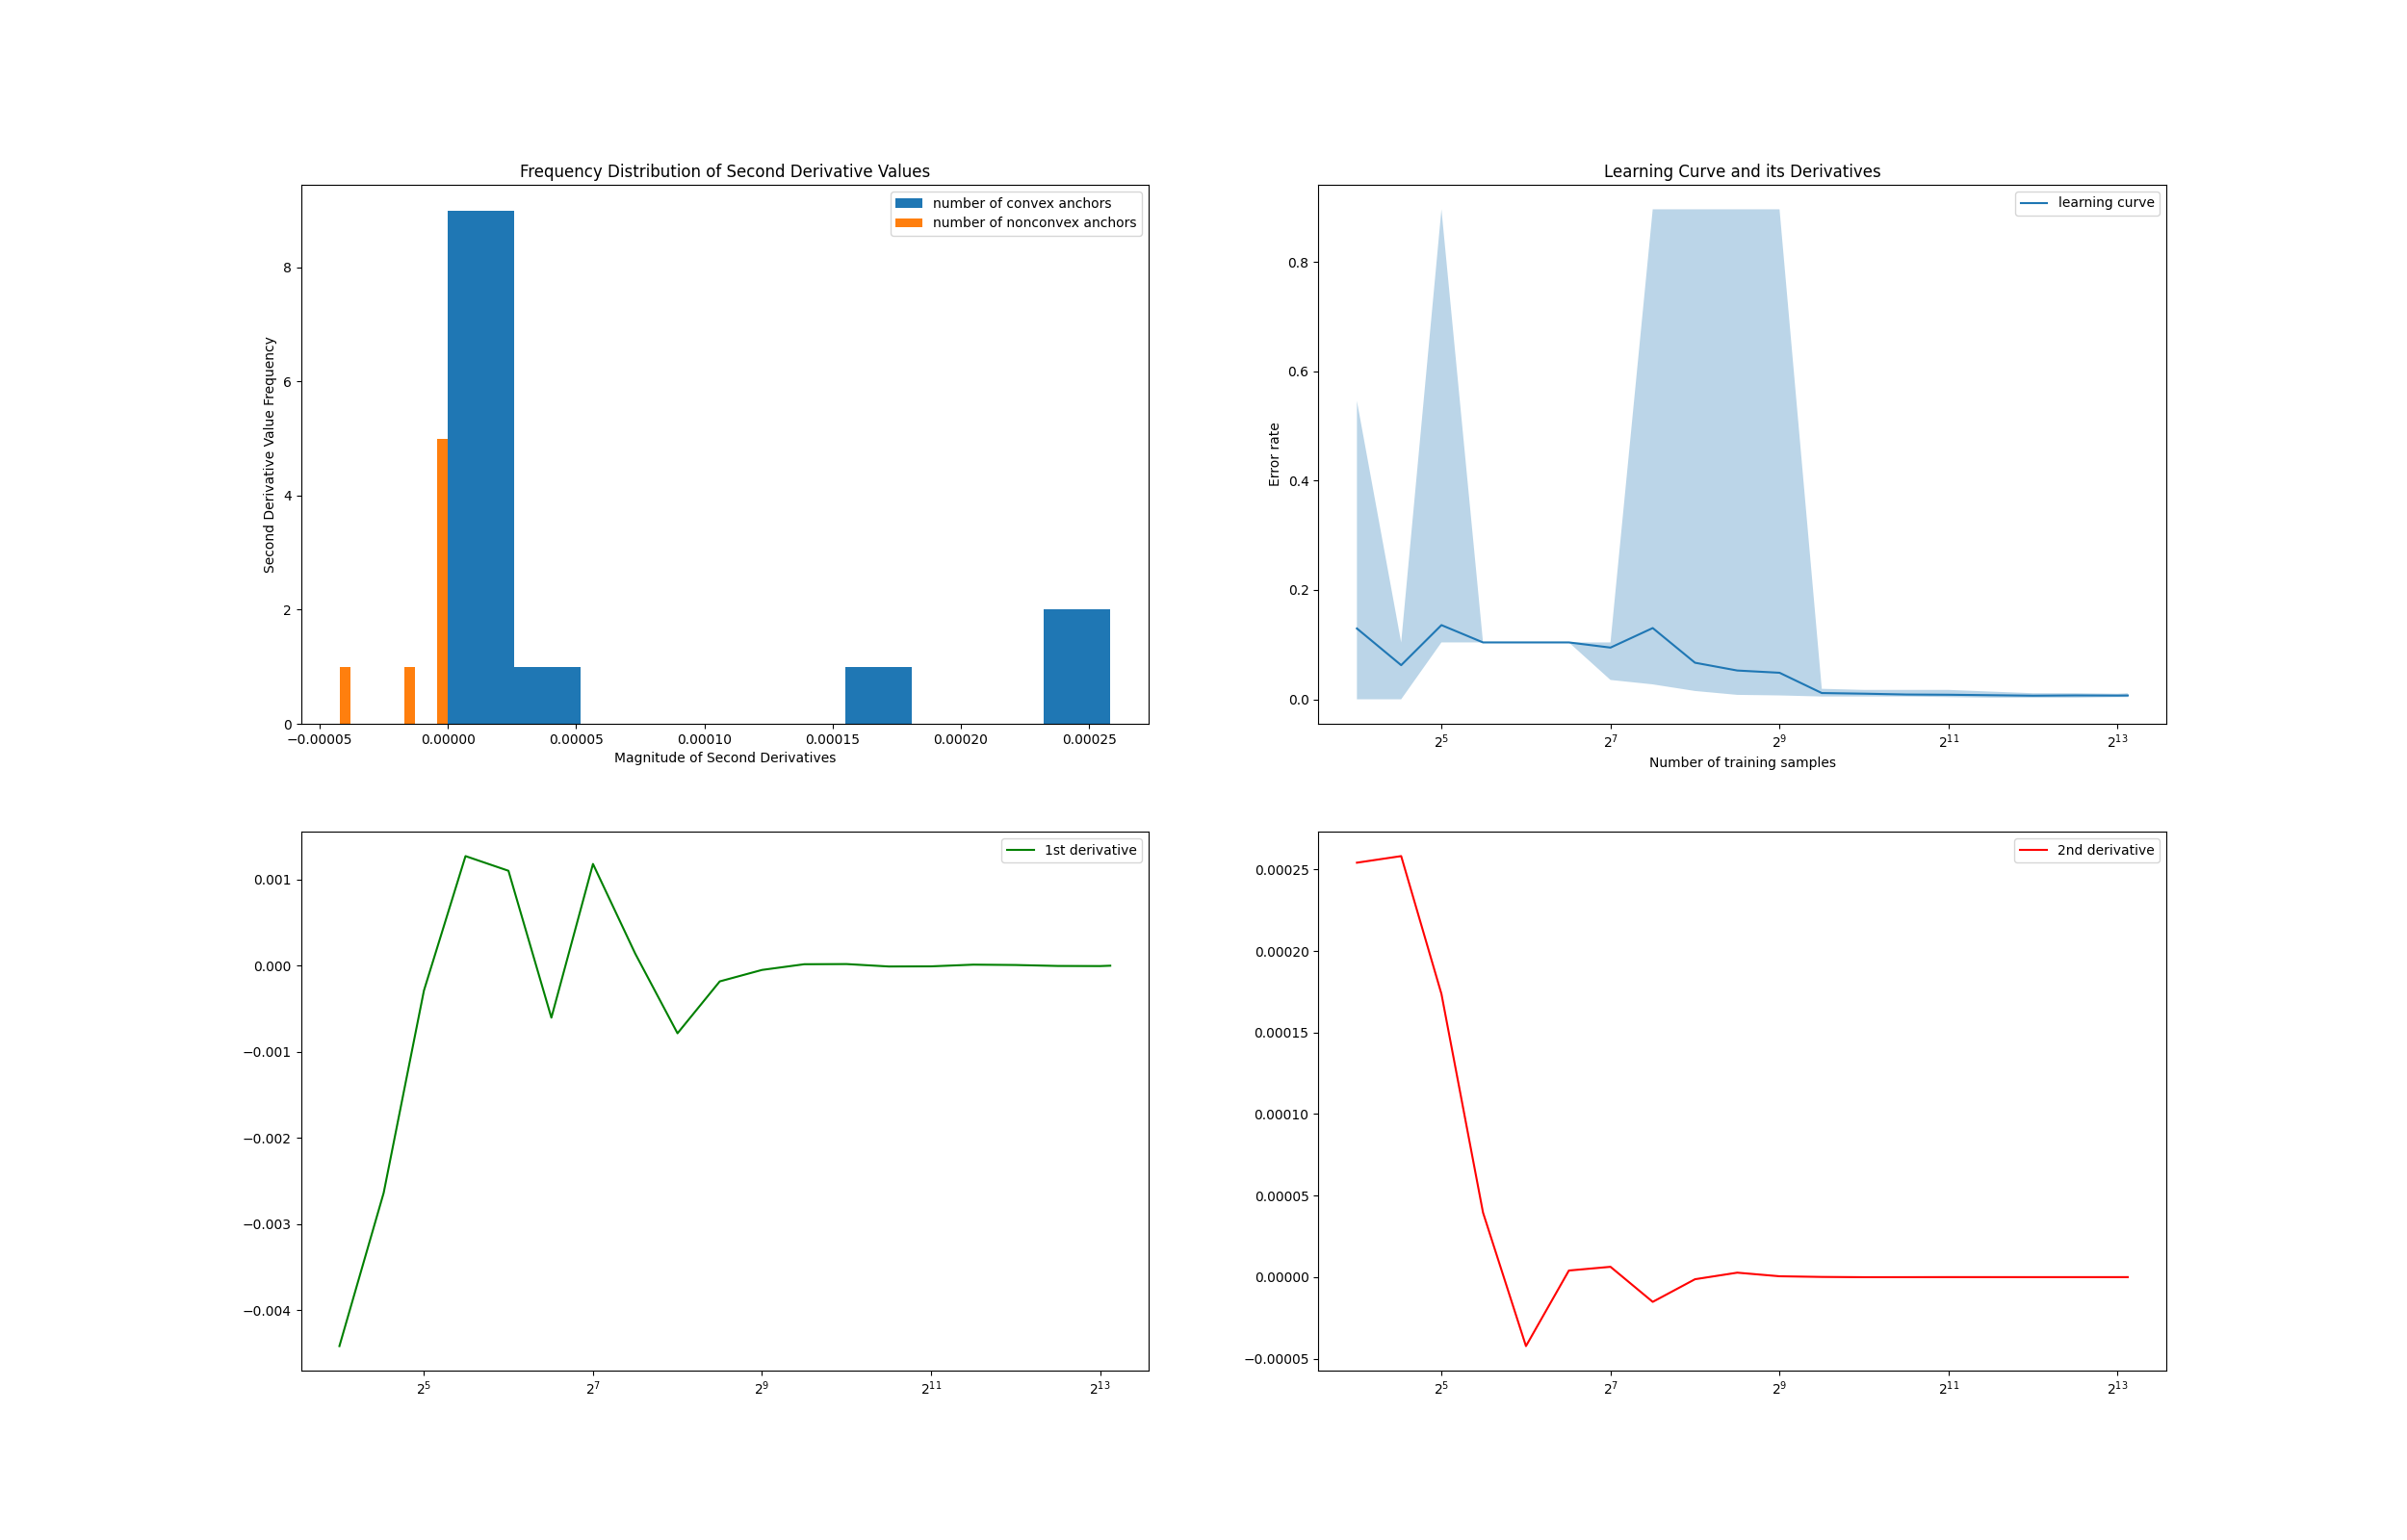 Frequency Distribution of Second Derivative Values
number of convex anchors
number of nonconvex anchors
Second Derivative Value Frequency
8
6
4
2
0
−0.00005 0.00000 0.00005 0.00010 0.00015 0.00020 0.00025
Magnitude of Second Derivatives
Learning Curve and its Derivatives
learning curve
Error rate
0.8
0.6
0.4
0.2
0.0
2^5 2^7 2^9 2^11 2^13
Number of training samples
1st derivative
0.001
0.000
−0.001
−0.002
−0.003
−0.004
2^5 2^7 2^9 2^11 2^13
2nd derivative
0.00025
0.00020
0.00015
0.00010
0.00005
0.00000
−0.00005
2^5 2^7 2^9 2^11 2^13